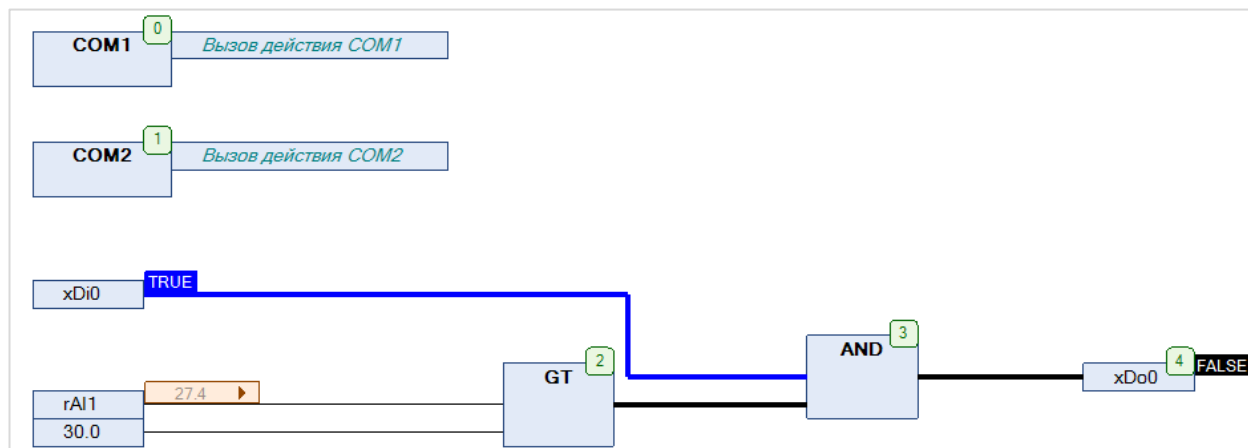 0
COM1 Вызов действия COM1
1
COM2 Вызов действия COM2
TRUE
xDi0
3
AND
2
GT
4
xDo0 FALSE
27.4
rAI1
30.0